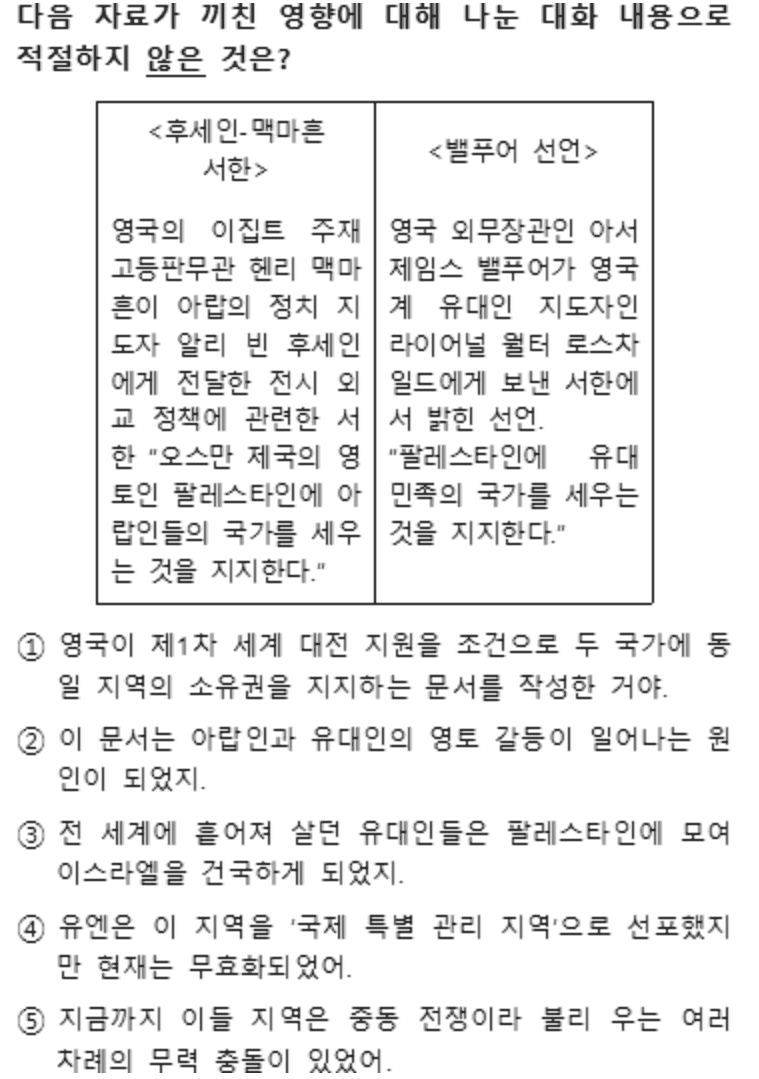 다음 자료가 끼친 영향에 대해 나눈 대화 내용으로
적절하지 않은 것은?
<후세인-맥마흔
서한>
영국의 이집트 주재
고등판무관 헨리 맥마
흔이 아랍의 정치 지
도자 알리 빈 후세인
에게 전달한 전시 외
교 정책에 관련한 서
한 "오스만 제국의 영
토인 팔레스타인에 아
랍인들의 국가를 세우
는 것을 지지한다."
<밸푸어 선언>
영국 외무장관인 아서
제임스 밸푸어가 영국
계 유대인 지도자인
라이어널 월터 로스차
일드에게 보낸 서한에
서 밝힌 선언.
"팔레스타인에 유대
민족의 국가를 세우는
것을 지지한다."
① 영국이 제1차 세계 대전 지원을 조건으로 두 국가에 동
일 지역의 소유권을 지지하는 문서를 작성한 거야.
② 이 문서는 아랍인과 유대인의 영토 갈등이 일어나는 원
인이 되었지.
③ 전 세계에 흩어져 살던 유대인들은 팔레스타인에 모여
이스라엘을 건국하게 되었지.
④ 유엔은 이 지역을 '국제 특별 관리 지역'으로 선포했지
만 현재는 무효화되었어.
⑤ 지금까지 이들 지역은 중동 전쟁이라 불리 우는 여러
차례의 무력 충돌이 있었어.